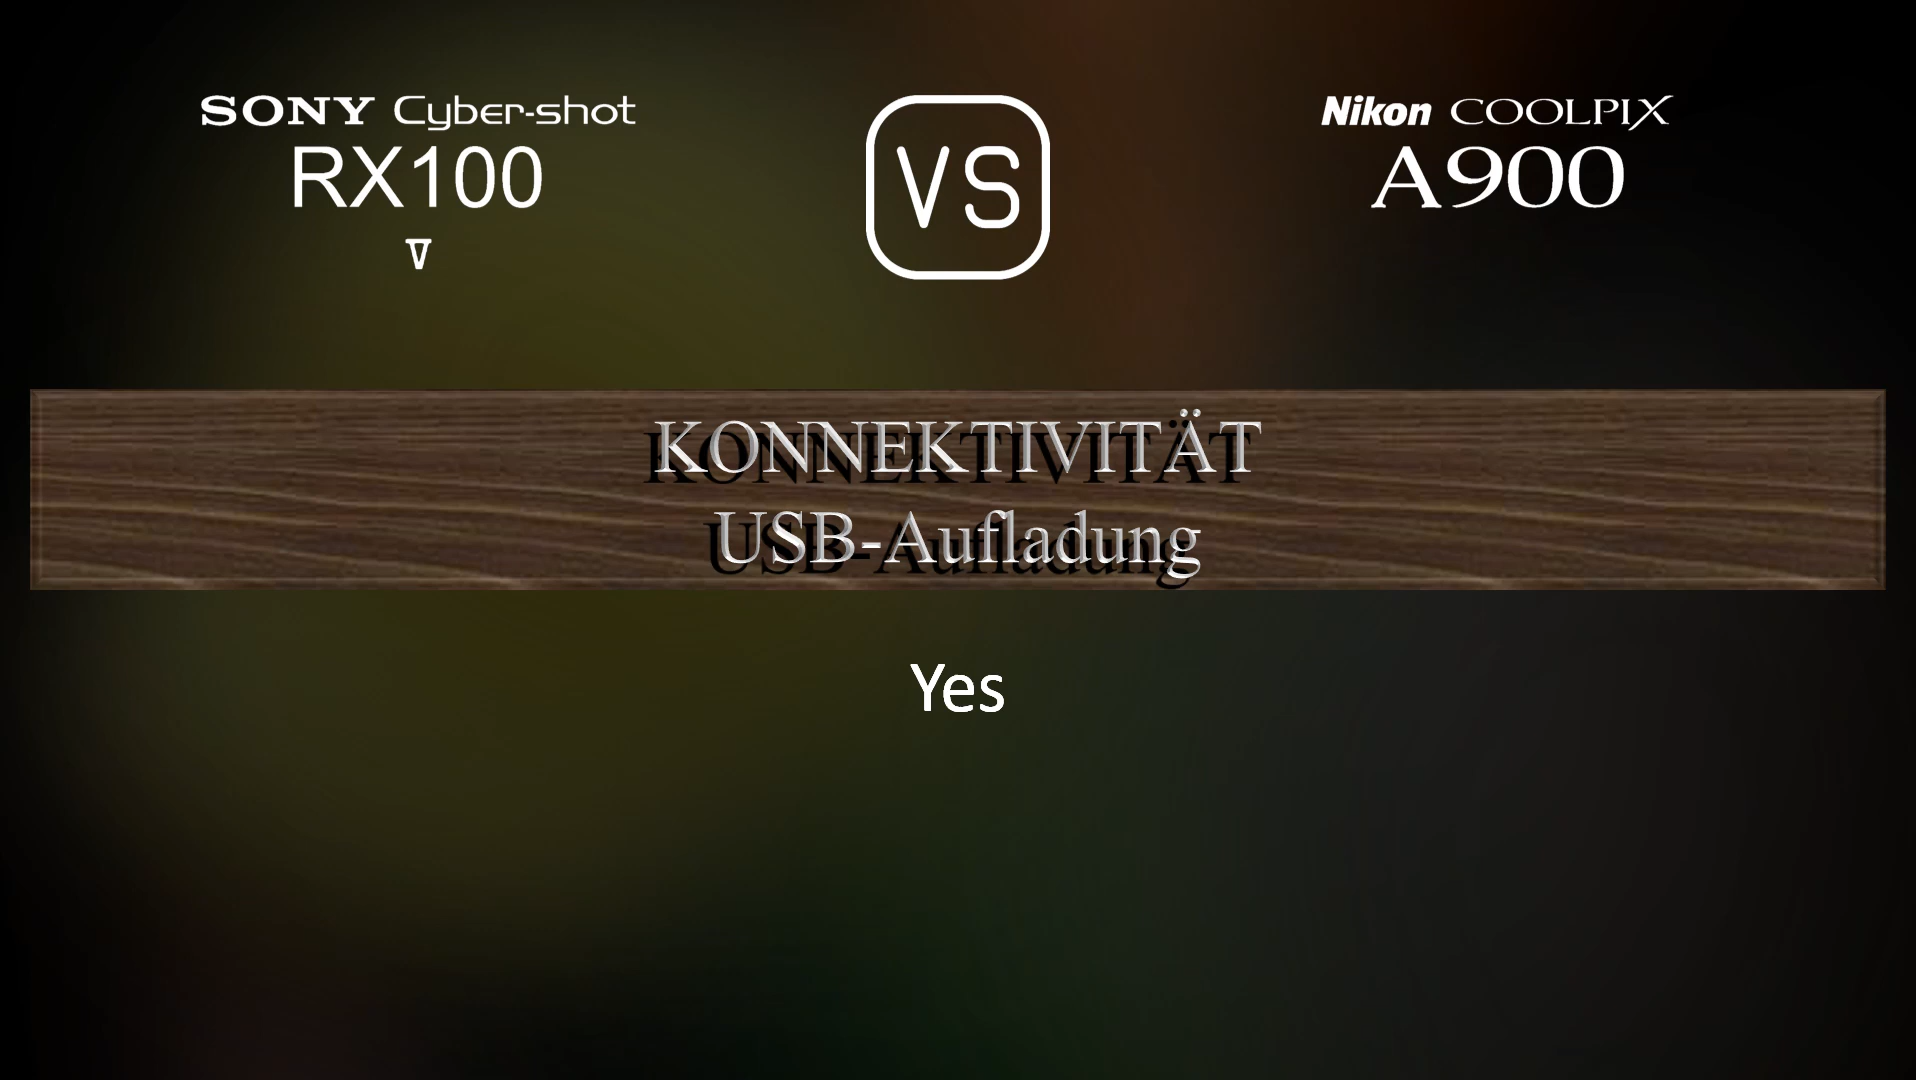 SONY Cyber-shot
RX100
V
VS
Nikon COOLPIX
A900
KONNEKTIVITÄT
USB-Aufladung
Yes